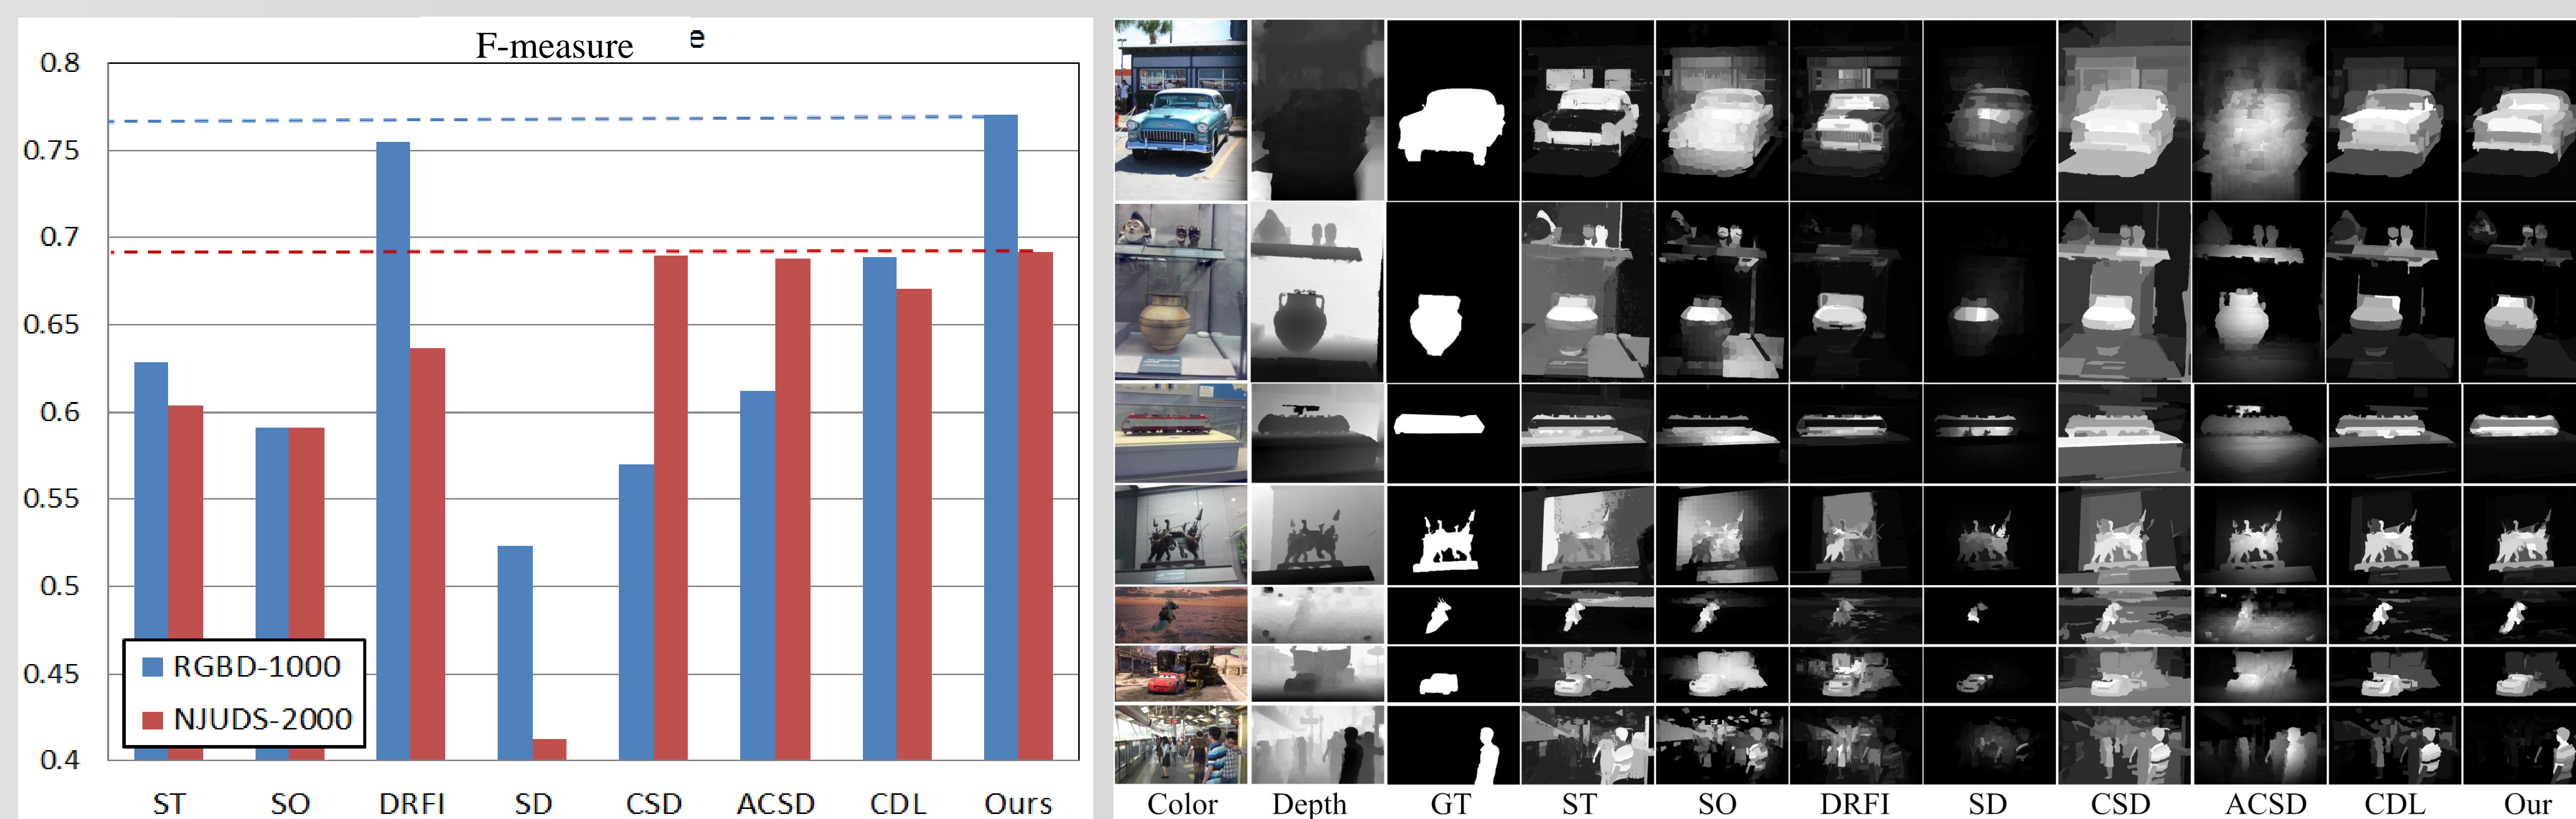 F-measure e
0.8
0.75
0.7
0.65
0.6
0.55
0.5
0.45
0.4
RGBD-1000
NJUDS-2000
ST SO DRFI SD CSD ACSD CDL Ours
Color Depth GT ST SO DRFI SD CSD ACSD CDL Our